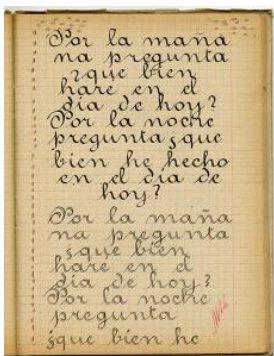 Por la maña
na pregunta
¿que bien
hare en el
dia de hoy?
Por la noche
pregunta ¿que
bien he hecho
en el dia de
hoy?
Por la maña
na pregunta
¿que bien
hare en el
dia de hoy?
Por la noche
pregunta
¿que bien he